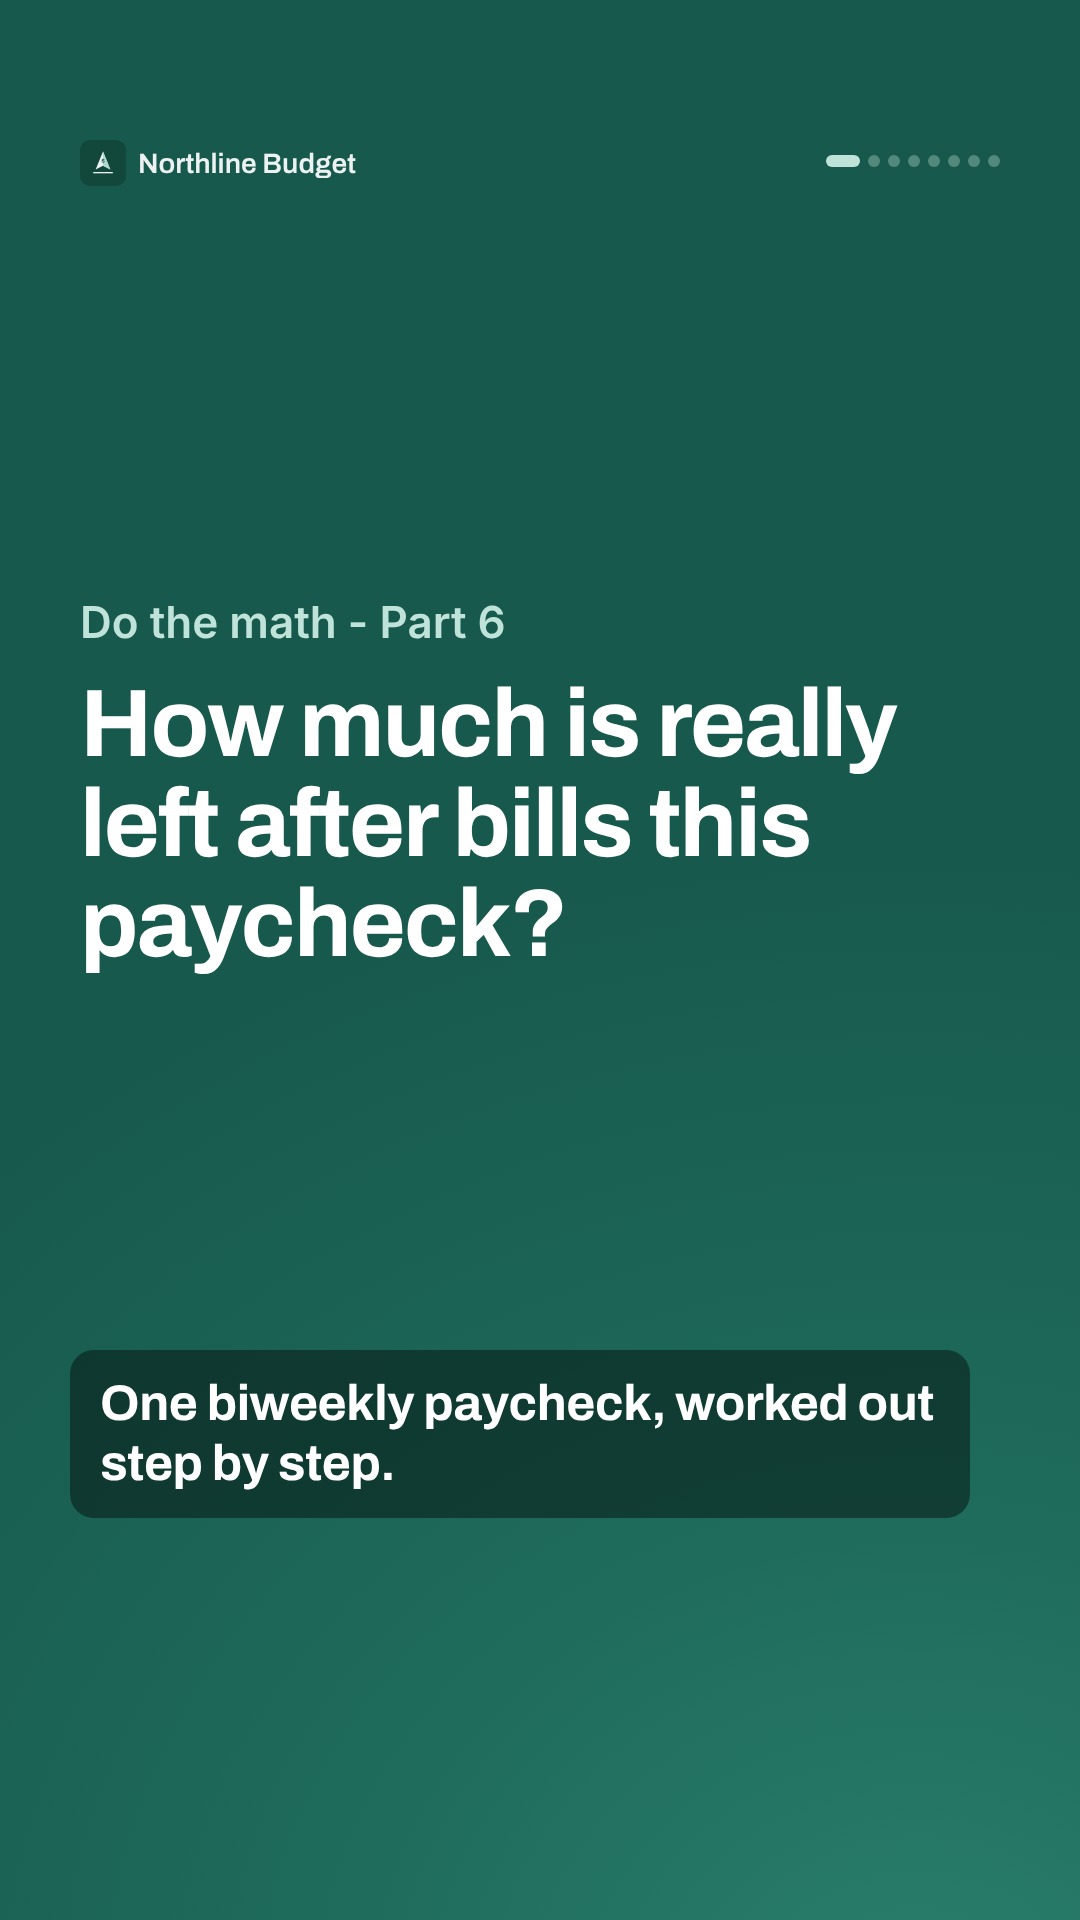 Northline Budget
Do the math - Part 6
How much is really
left after bills this
paycheck?
One biweekly paycheck, worked out
step by step.